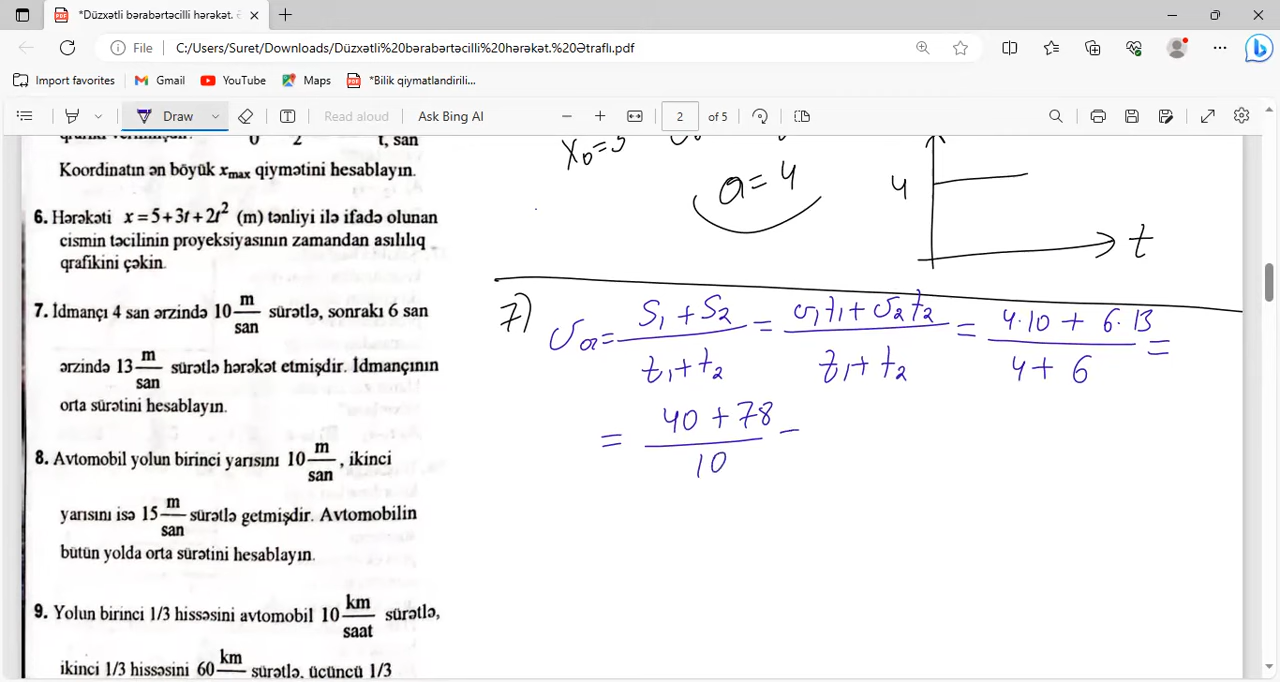 *Düzxətli bərabərtəcilli hərəkət.
File C:/Users/Suret/Downloads/Düzxətli%20bərabərtəcilli%20hərəkət.%20Ətraflı.pdf
Import favorites Gmail YouTube Maps *Bilik qiymatlandirili...
Draw Read aloud Ask Bing AI 2 of 5
0 2 t, san
Koordinatın ən böyük xmax qiymətini hesablayın.
6. Hərəkəti x=5+3t+2t² (m) tənliyi ilə ifadə olunan
cismin təcilinin proyeksiyasının zamandan asılılıq
qrafikini çəkin.
7. İdmançı 4 san ərzində 10 m/san sürətlə, sonrakı 6 san
ərzində 13 m/san sürətlə hərəkət etmişdir. İdmançının
orta sürətini hesablayın.
8. Avtomobil yolun birinci yarısını 10 m/san, ikinci
yarısını isə 15 m/san sürətlə getmişdir. Avtomobilin
bütün yolda orta sürətini hesablayın.
9. Yolun birinci 1/3 hissəsini avtomobil 10 km/saat sürətlə,
ikinci 1/3 hissəsini 60 km sürətlə, üçüncü 1/3
a = 4
4
t
7) υor = (S1 + S2)/(t1 + t2) = (υ1t1 + υ2t2)/(t1 + t2) = (4·10 + 6·13)/(4 + 6) =
= (40 + 78)/10 –